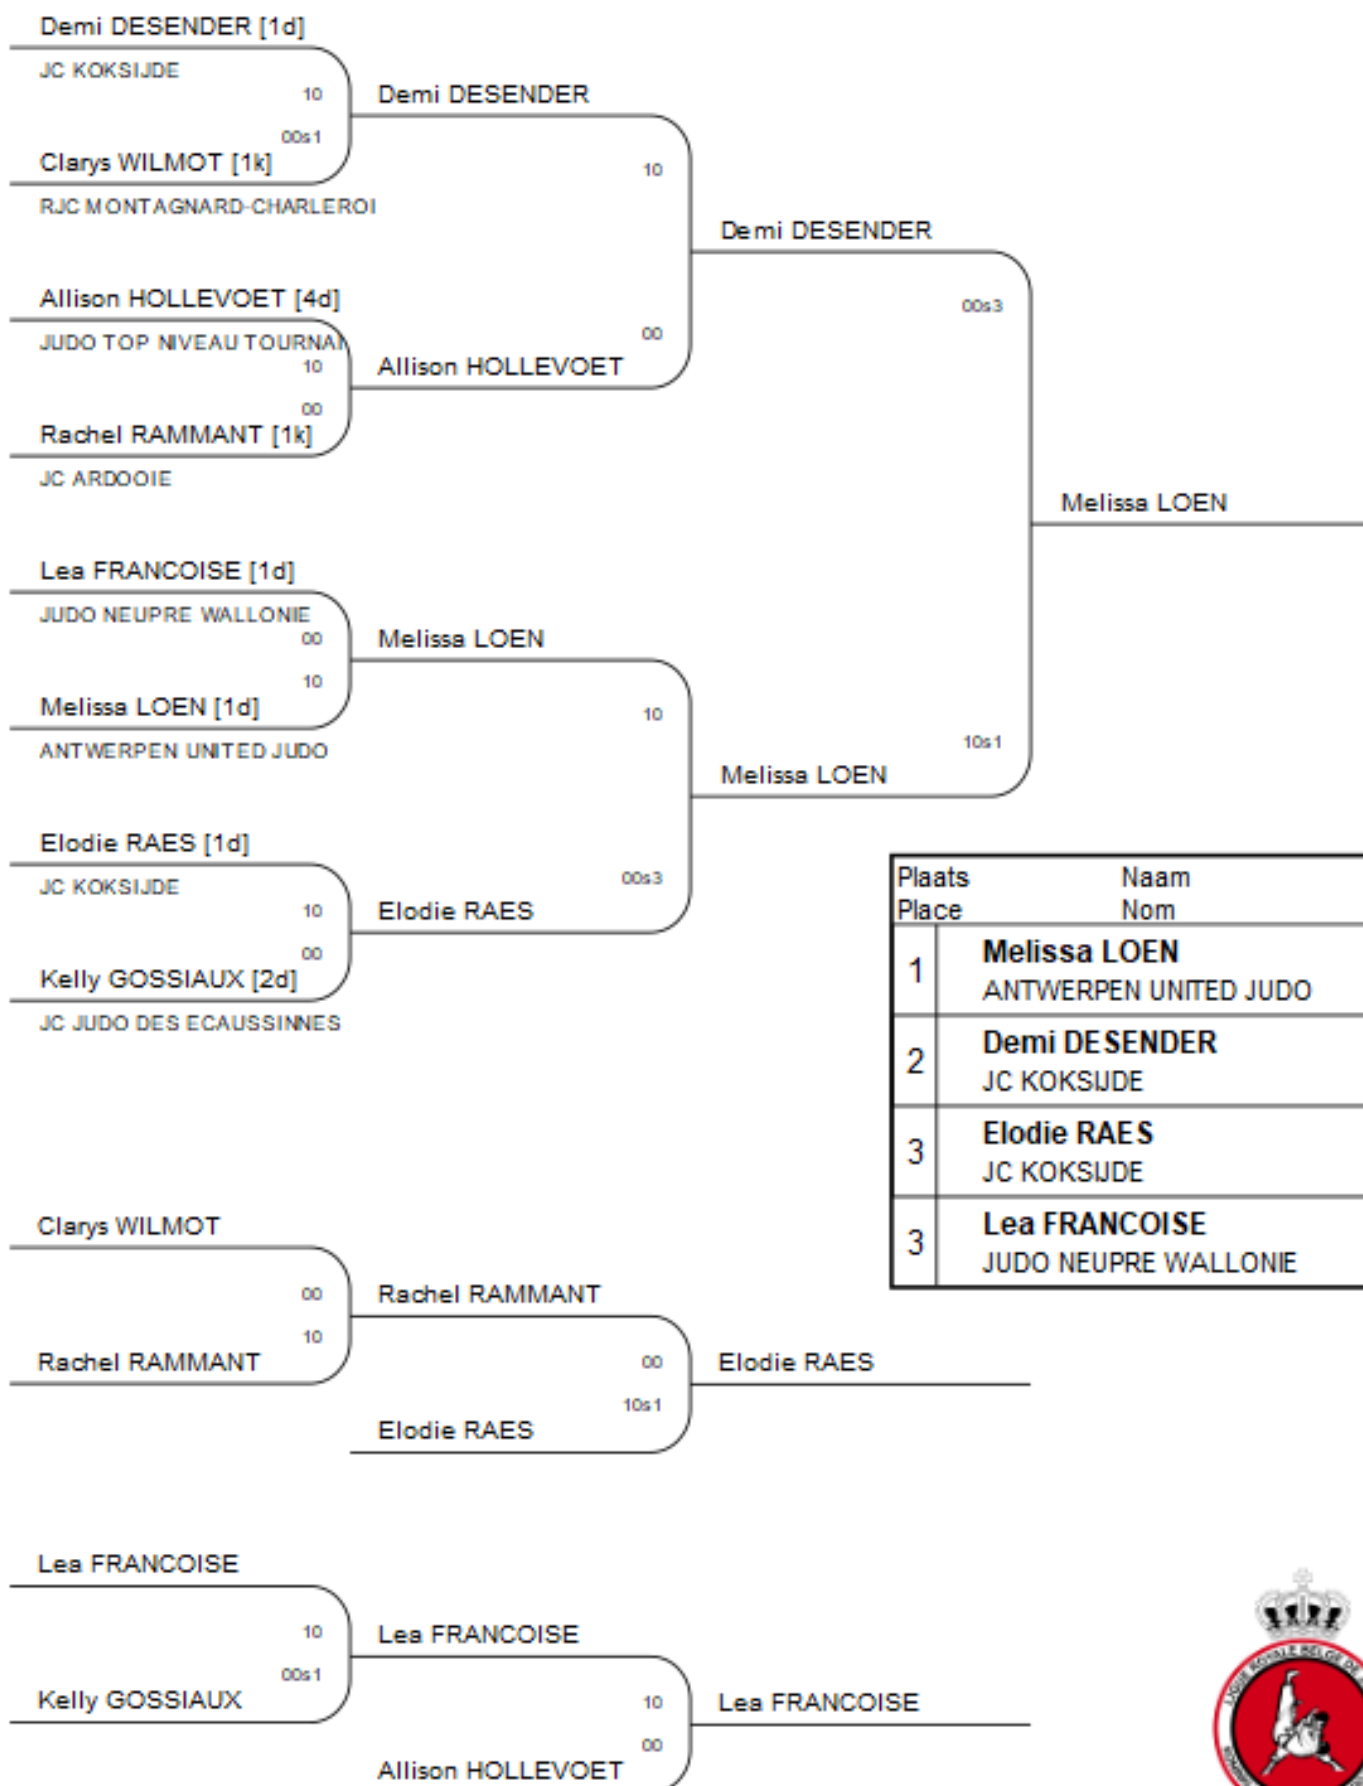 Demi DESENDER [1d]
JC KOKSIJDE
10
Demi DESENDER
00s1
Clarys WILMOT [1k]
10
RJC MONTAGNARD-CHARLEROI
Demi DESENDER
Allison HOLLEVOET [4d]
00s3
JUDO TOP NIVEAU TOURNAI
00
10
Allison HOLLEVOET
00
Rachel RAMMANT [1k]
JC ARDOOIE
Melissa LOEN
Lea FRANCOISE [1d]
JUDO NEUPRE WALLONIE
00
Melissa LOEN
10
Melissa LOEN [1d]
10
ANTWERPEN UNITED JUDO
10s1
Melissa LOEN
Elodie RAES [1d]
JC KOKSIJDE
00s3
10
Elodie RAES
00
Kelly GOSSIAUX [2d]
JC JUDO DES ECAUSSINNES
Plaats Naam
Place Nom
1 Melissa LOEN
ANTWERPEN UNITED JUDO
2 Demi DESENDER
JC KOKSIJDE
3 Elodie RAES
JC KOKSIJDE
3 Lea FRANCOISE
JUDO NEUPRE WALLONIE
Clarys WILMOT
00
Rachel RAMMANT
10
Rachel RAMMANT
00
Elodie RAES
10s1
Elodie RAES
Lea FRANCOISE
10
Lea FRANCOISE
00s1
Kelly GOSSIAUX
10
Lea FRANCOISE
00
Allison HOLLEVOET
ROYALE BELGE DE